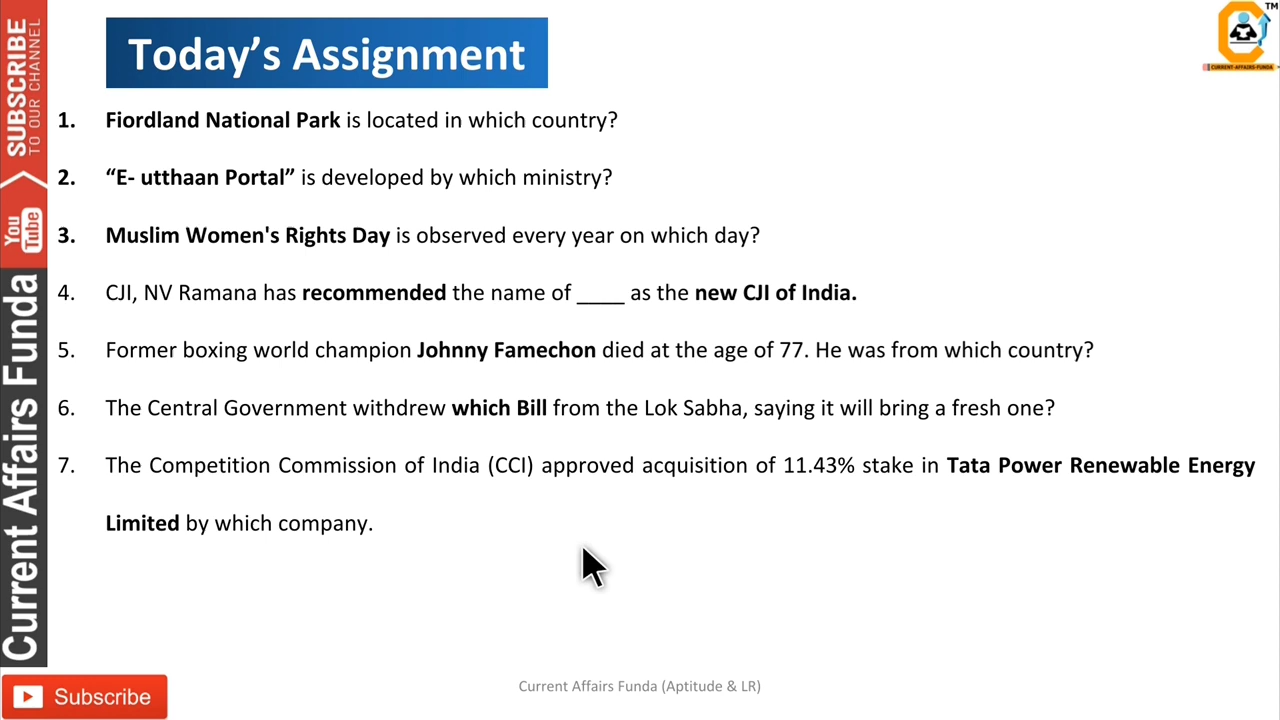 Today's Assignment
TM
CURRENT-AFFAIRS-FUNDA
SUBSCRIBE
TO OUR CHANNEL
You
Tube
Current Affairs Funda
1. Fiordland National Park is located in which country?
2. “E- utthaan Portal” is developed by which ministry?
3. Muslim Women's Rights Day is observed every year on which day?
4. CJI, NV Ramana has recommended the name of ____ as the new CJI of India.
5. Former boxing world champion Johnny Famechon died at the age of 77. He was from which country?
6. The Central Government withdrew which Bill from the Lok Sabha, saying it will bring a fresh one?
7. The Competition Commission of India (CCI) approved acquisition of 11.43% stake in Tata Power Renewable Energy
Limited by which company.
Subscribe
Current Affairs Funda (Aptitude & LR)